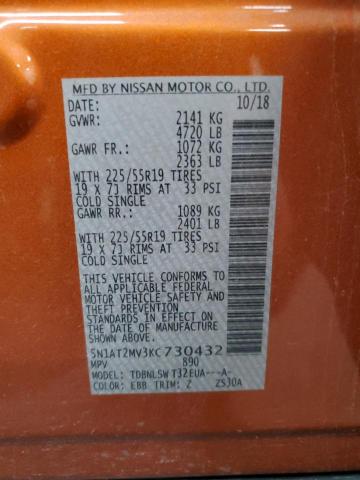 MFD BY NISSAN MOTOR CO., LTD.
DATE: 10/18
GVWR: 2141 KG
4720 LB
GAWR FR.: 1072 KG
2363 LB
WITH 225/55R19 TIRES
19 X 7J RIMS AT 33 PSI
COLD SINGLE
GAWR RR.: 1089 KG
2401 LB
WITH 225/55R19 TIRES
19 X 7J RIMS AT 33 PSI
COLD SINGLE
THIS VEHICLE CONFORMS TO
ALL APPLICABLE FEDERAL
MOTOR VEHICLE SAFETY
AND THEFT PREVENTION
STANDARDS IN EFFECT ON
THE DATE OF MANUFACTURE
SHOWN ABOVE.
5N1AT2MV3KC730432
MPV 890
MODEL: TDBNLSW T32EUA---A-
COLOR: EBB TRIM: Z ZS30A